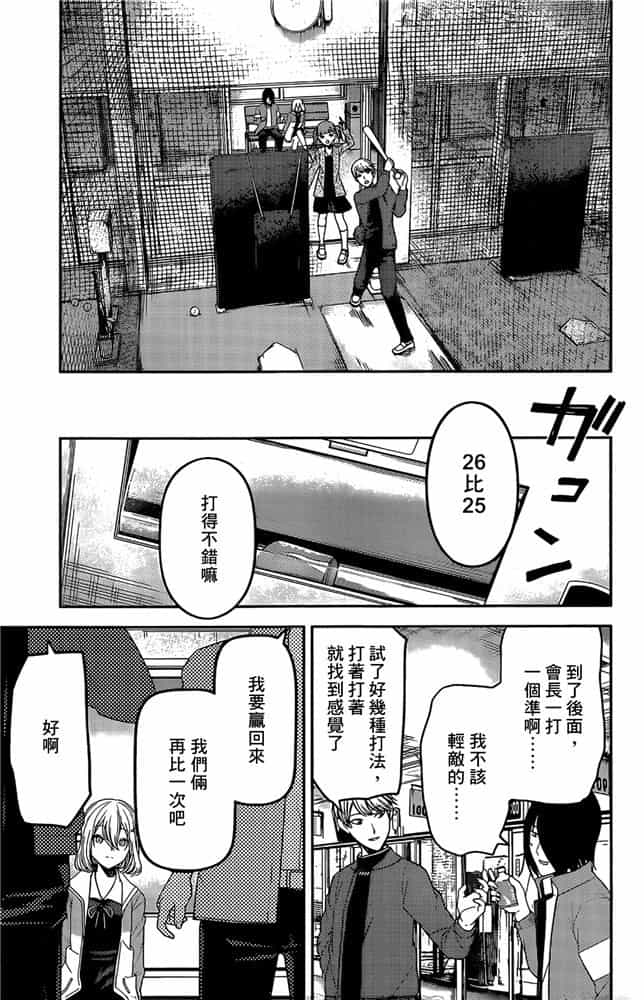 ガコン
26
比
25
打得不錯嘛
到了後面，
會長一打
一個準啊……
我不該
輕敵的……
試了好幾種打法，
打著打著
就找到感覺了
我要贏回來
我們倆
再比一次吧
好啊